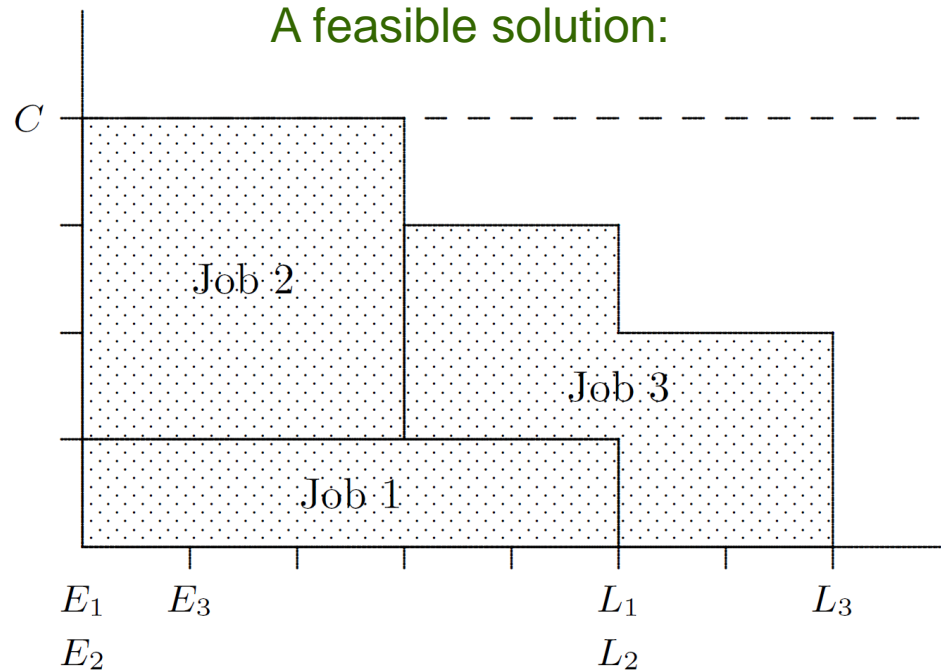 A feasible solution:
C
Job 2
Job 3
Job 1
E₁ E₃ L₁ L₃
E₂ L₂